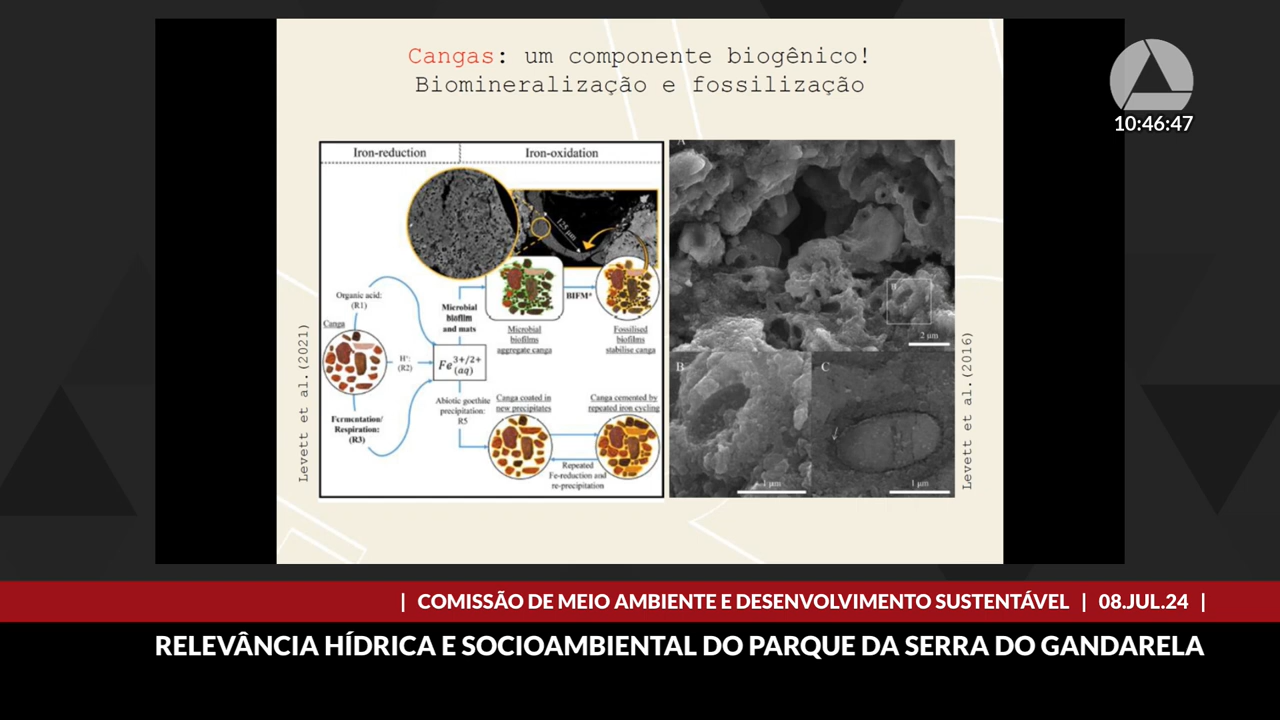 Cangas: um componente biogênico!
Biomineralização e fossilização
10:46:47
Iron-reduction
Iron-oxidation
125 µm
Organic acid:
(R1)
Canga
H⁺:
(R2)
Fermentation/
Respiration:
(R3)
Microbial
biofilm
and mats
Fe3+/2+
(aq)
Abiotic goethite
precipitation:
R5
BIFM*
Microbial
biofilms
aggregate canga
Fossilised
biofilms
stabilise canga
Canga coated in
new precipitates
Canga cemented by
repeated iron cycling
Repeated
Fe-reduction and
re-precipitation
Levett et al.(2021)
A
B
2 µm
B
1 µm
C
1 µm
Levett et al.(2016)
| COMISSÃO DE MEIO AMBIENTE E DESENVOLVIMENTO SUSTENTÁVEL | 08.JUL.24 |
RELEVÂNCIA HÍDRICA E SOCIOAMBIENTAL DO PARQUE DA SERRA DO GANDARELA